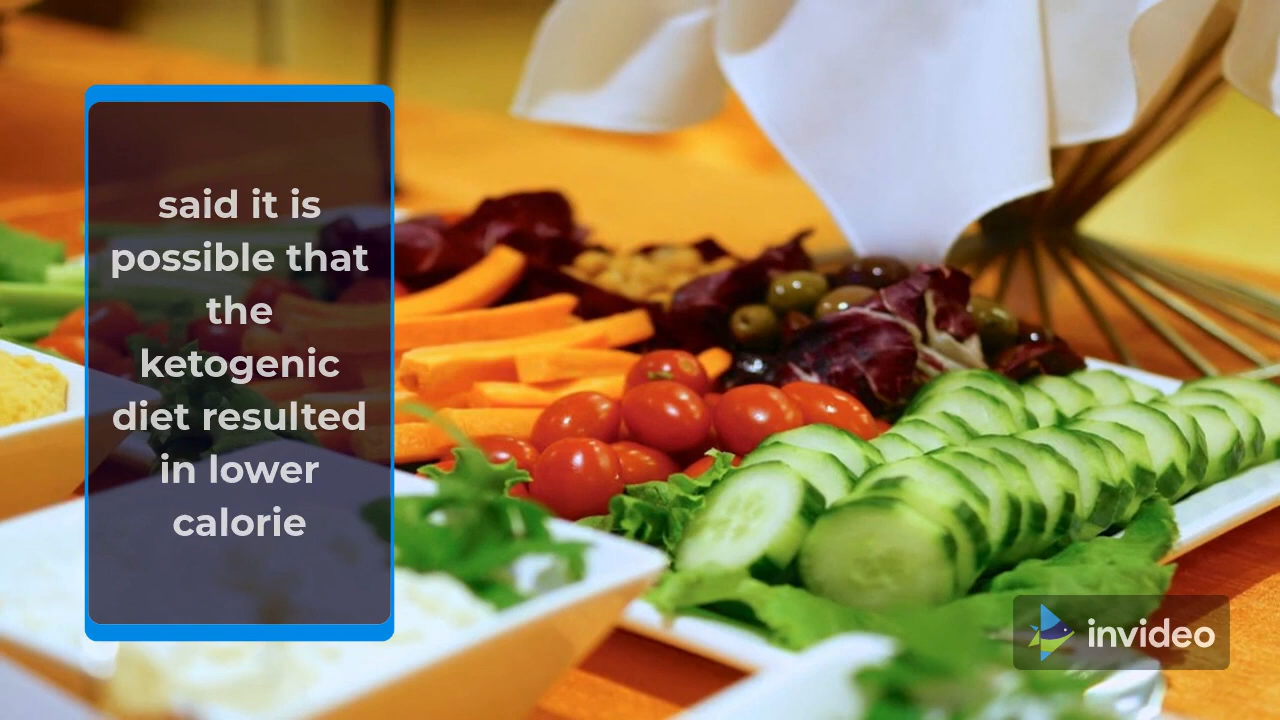 said it is
possible that
the
ketogenic
diet resulted
in lower
calorie
invideo